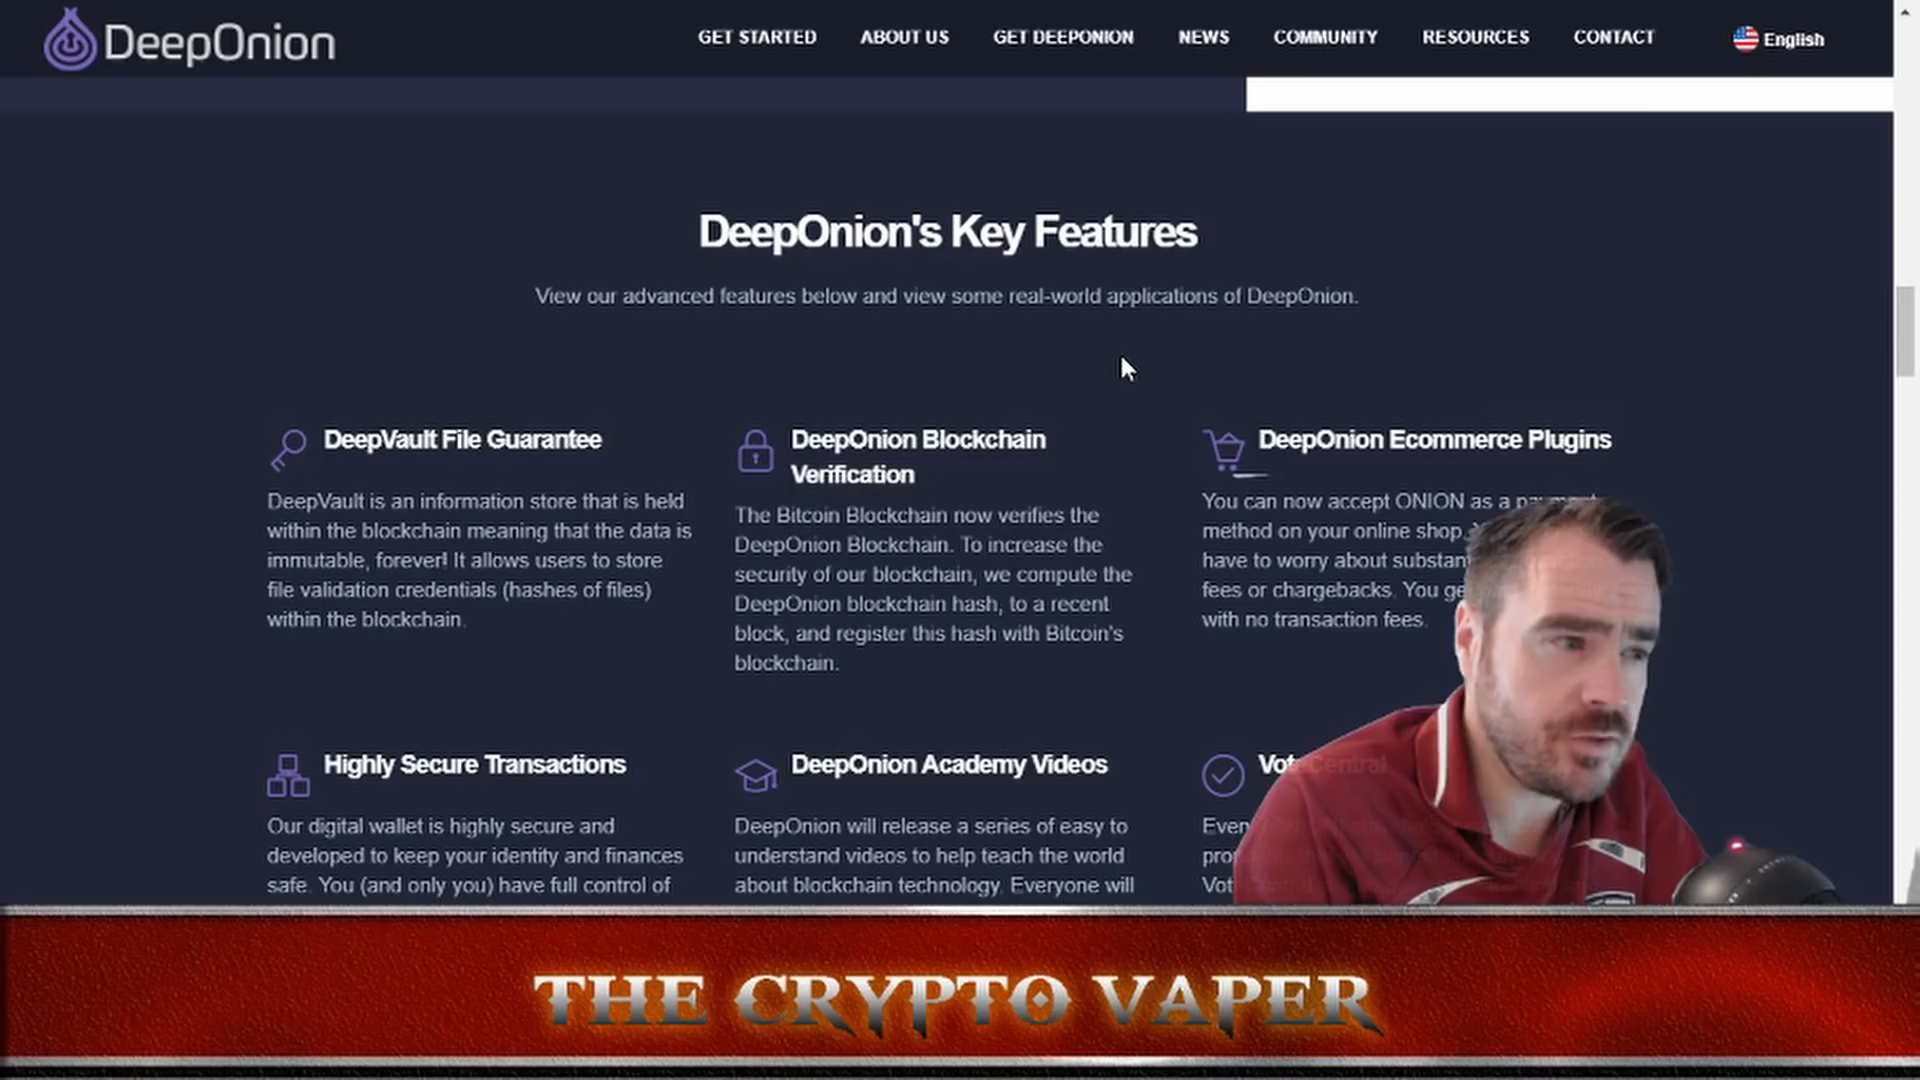 DeepOnion
GET STARTED ABOUT US GET DEEPONION NEWS COMMUNITY RESOURCES CONTACT English
DeepOnion's Key Features
View our advanced features below and view some real-world applications of DeepOnion.
DeepVault File Guarantee
DeepVault is an information store that is held
within the blockchain meaning that the data is
immutable, forever! It allows users to store
file validation credentials (hashes of files)
within the blockchain.
DeepOnion Blockchain
Verification
The Bitcoin Blockchain now verifies the
DeepOnion Blockchain. To increase the
security of our blockchain, we compute the
DeepOnion blockchain hash, to a recent
block, and register this hash with Bitcoin's
blockchain.
DeepOnion Ecommerce Plugins
You can now accept ONION as a payment
method on your online shop.
have to worry about
fees or chargebacks. You
with no transaction fees.
Highly Secure Transactions
Our digital wallet is highly secure and
developed to keep your identity and finances
safe. You (and only you) have full control of
DeepOnion Academy Videos
DeepOnion will release a series of easy to
understand videos to help teach the world
about blockchain technology. Everyone will
VoteCentral
THE CRYPTO VAPER